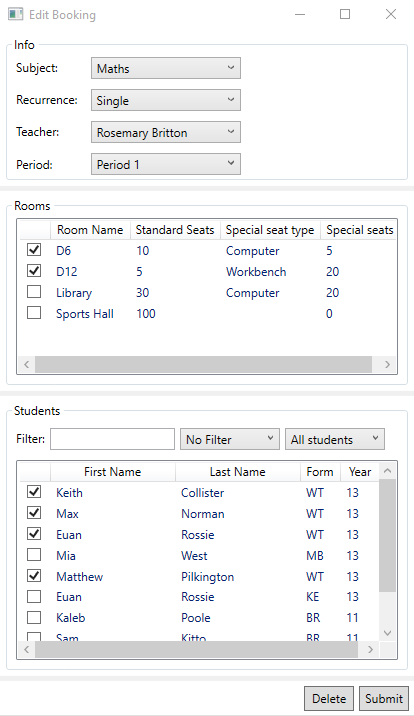 Edit Booking
Info
Subject: Maths
Recurrence: Single
Teacher: Rosemary Britton
Period: Period 1
Rooms
Room Name Standard Seats Special seat type Special seats
D6 10 Computer 5
D12 5 Workbench 20
Library 30 Computer 20
Sports Hall 100 0
Students
Filter: No Filter All students
First Name Last Name Form Year
Keith Collister WT 13
Max Norman WT 13
Euan Rossie WT 13
Mia West MB 13
Matthew Pilkington WT 13
Euan Rossie KE 13
Kaleb Poole BR 11
Sam Kitto BR 11
Delete Submit